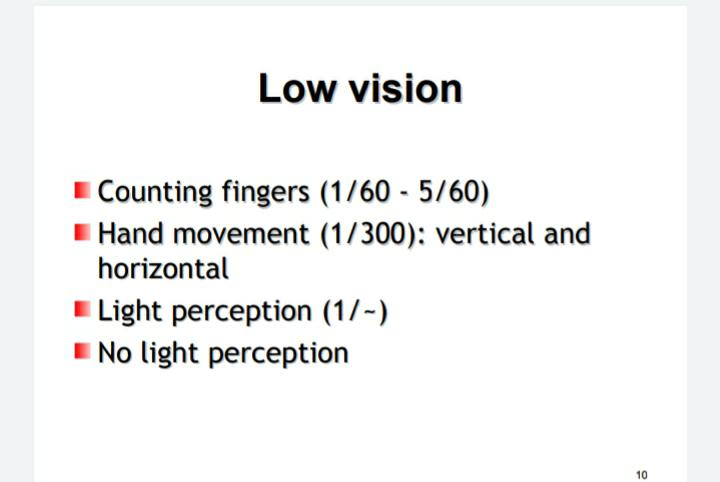 Low vision
Counting fingers (1/60 - 5/60)
Hand movement (1/300): vertical and
horizontal
Light perception (1/~)
No light perception
10